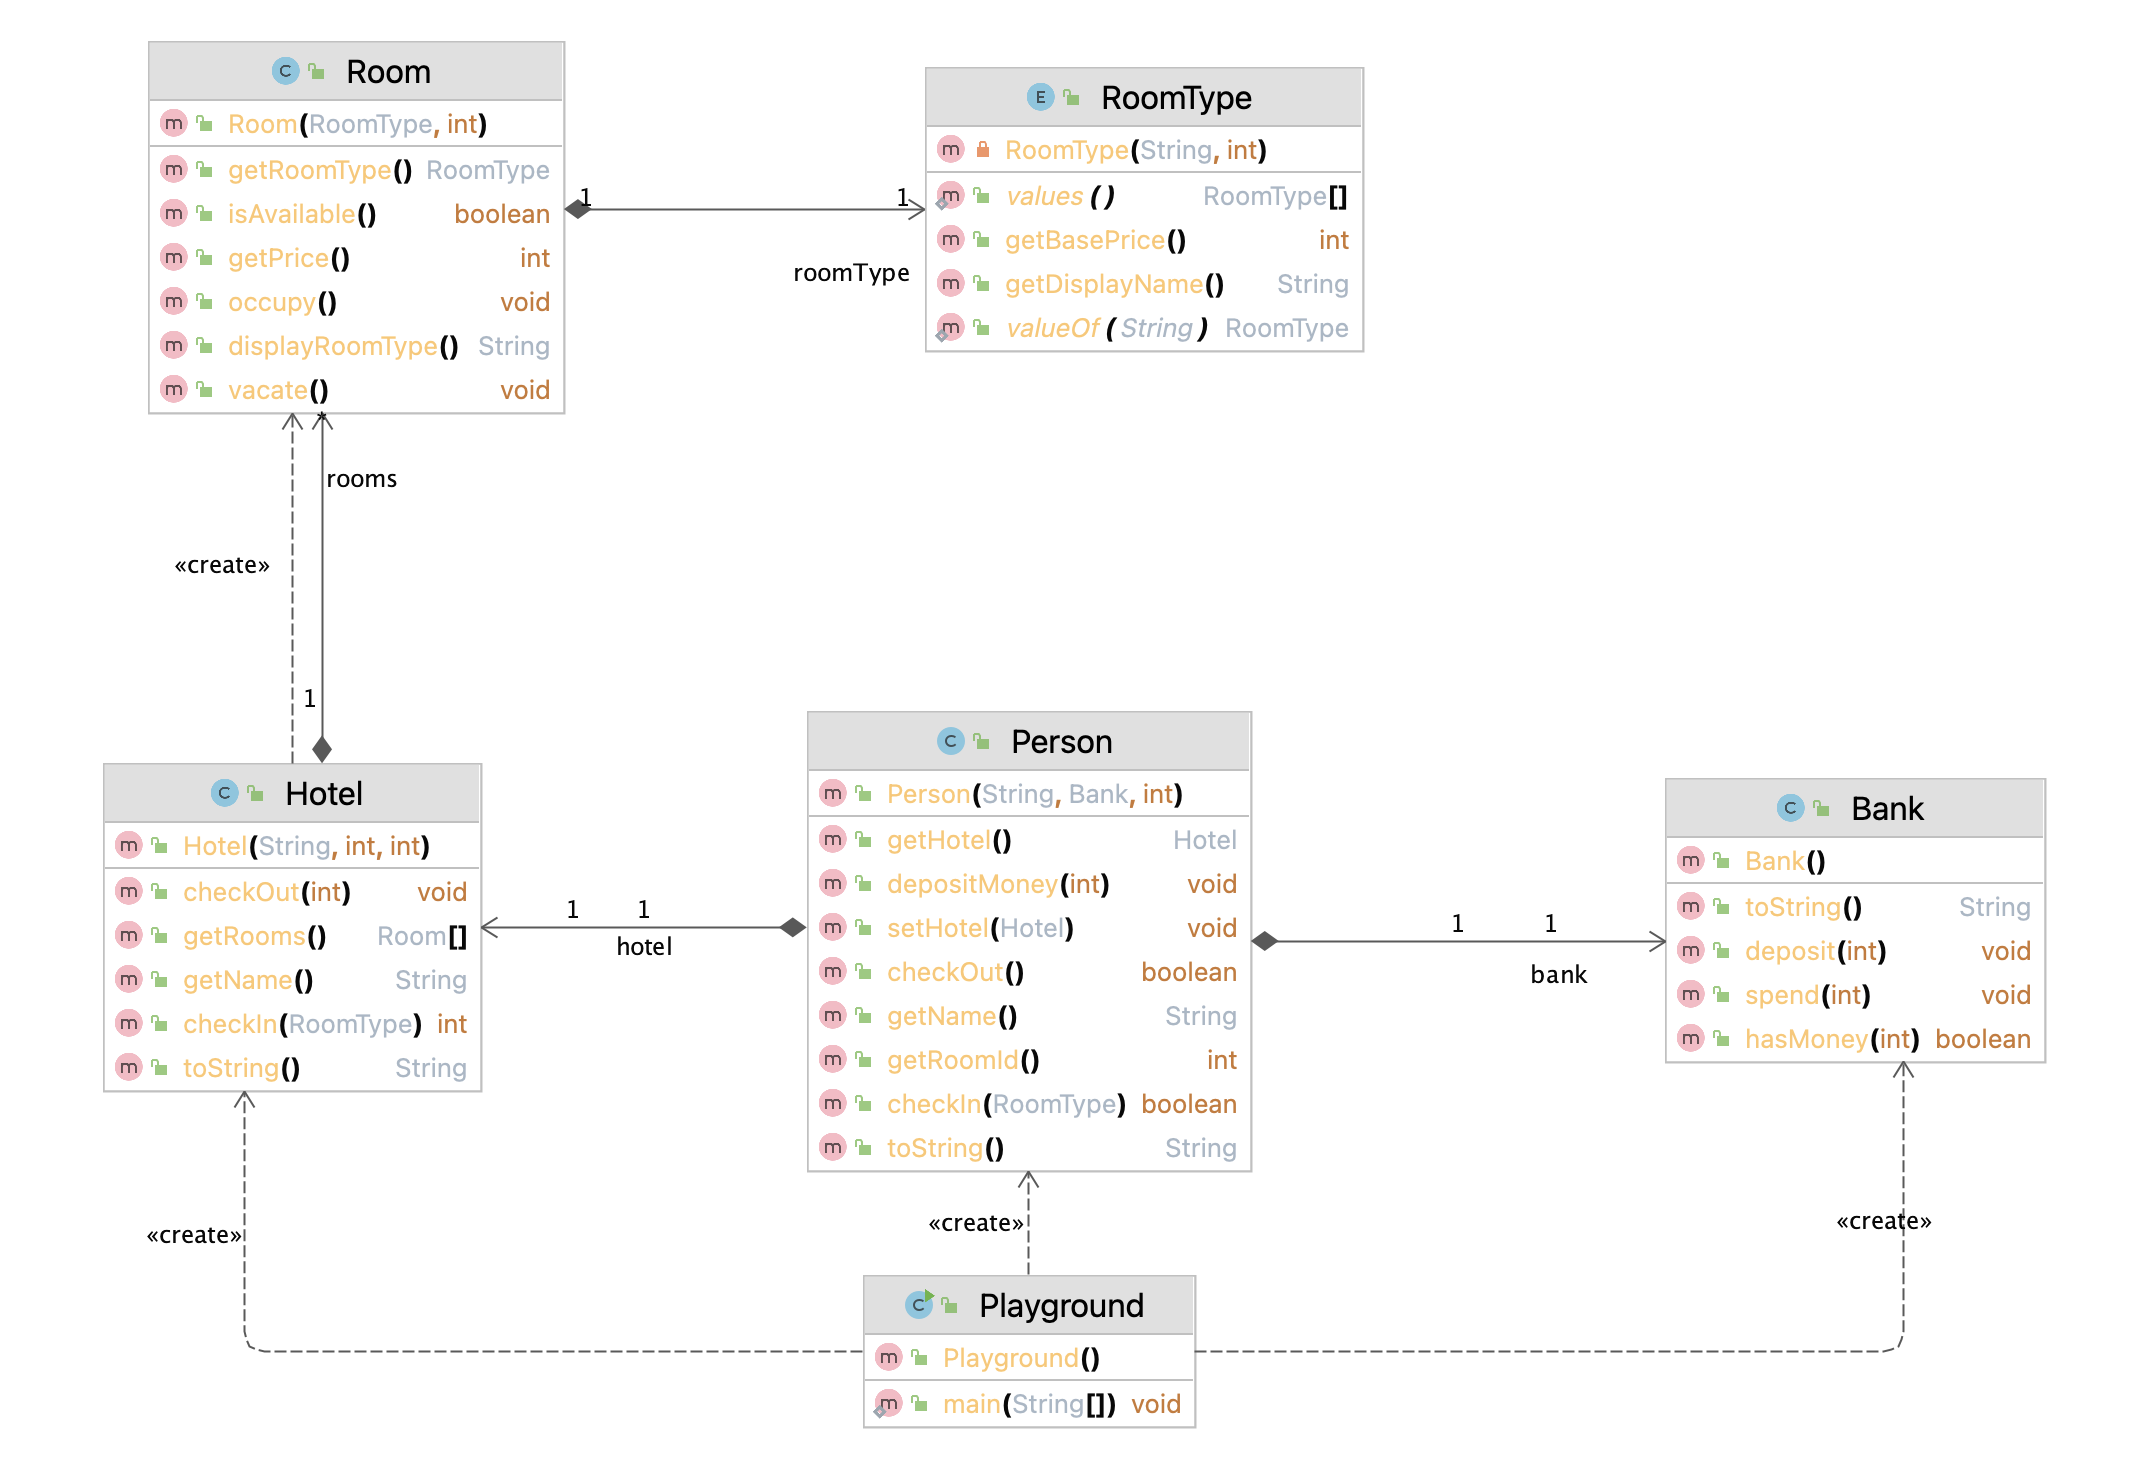 C Room
m Room(RoomType, int)
m getRoomType() RoomType
m isAvailable() boolean
m getPrice() int
m occupy() void
m displayRoomType() String
m vacate() void
1 1
roomType
E RoomType
m RoomType(String, int)
m values() RoomType[]
m getBasePrice() int
m getDisplayName() String
m valueOf(String) RoomType
*
rooms
«create»
1
C Hotel
m Hotel(String, int, int)
m checkOut(int) void
m getRooms() Room[]
m getName() String
m checkIn(RoomType) int
m toString() String
1 1
hotel
C Person
m Person(String, Bank, int)
m getHotel() Hotel
m depositMoney(int) void
m setHotel(Hotel) void
m checkOut() boolean
m getName() String
m getRoomId() int
m checkIn(RoomType) boolean
m toString() String
1 1
bank
C Bank
m Bank()
m toString() String
m deposit(int) void
m spend(int) void
m hasMoney(int) boolean
«create»
«create»
«create»
C Playground
m Playground()
m main(String[]) void